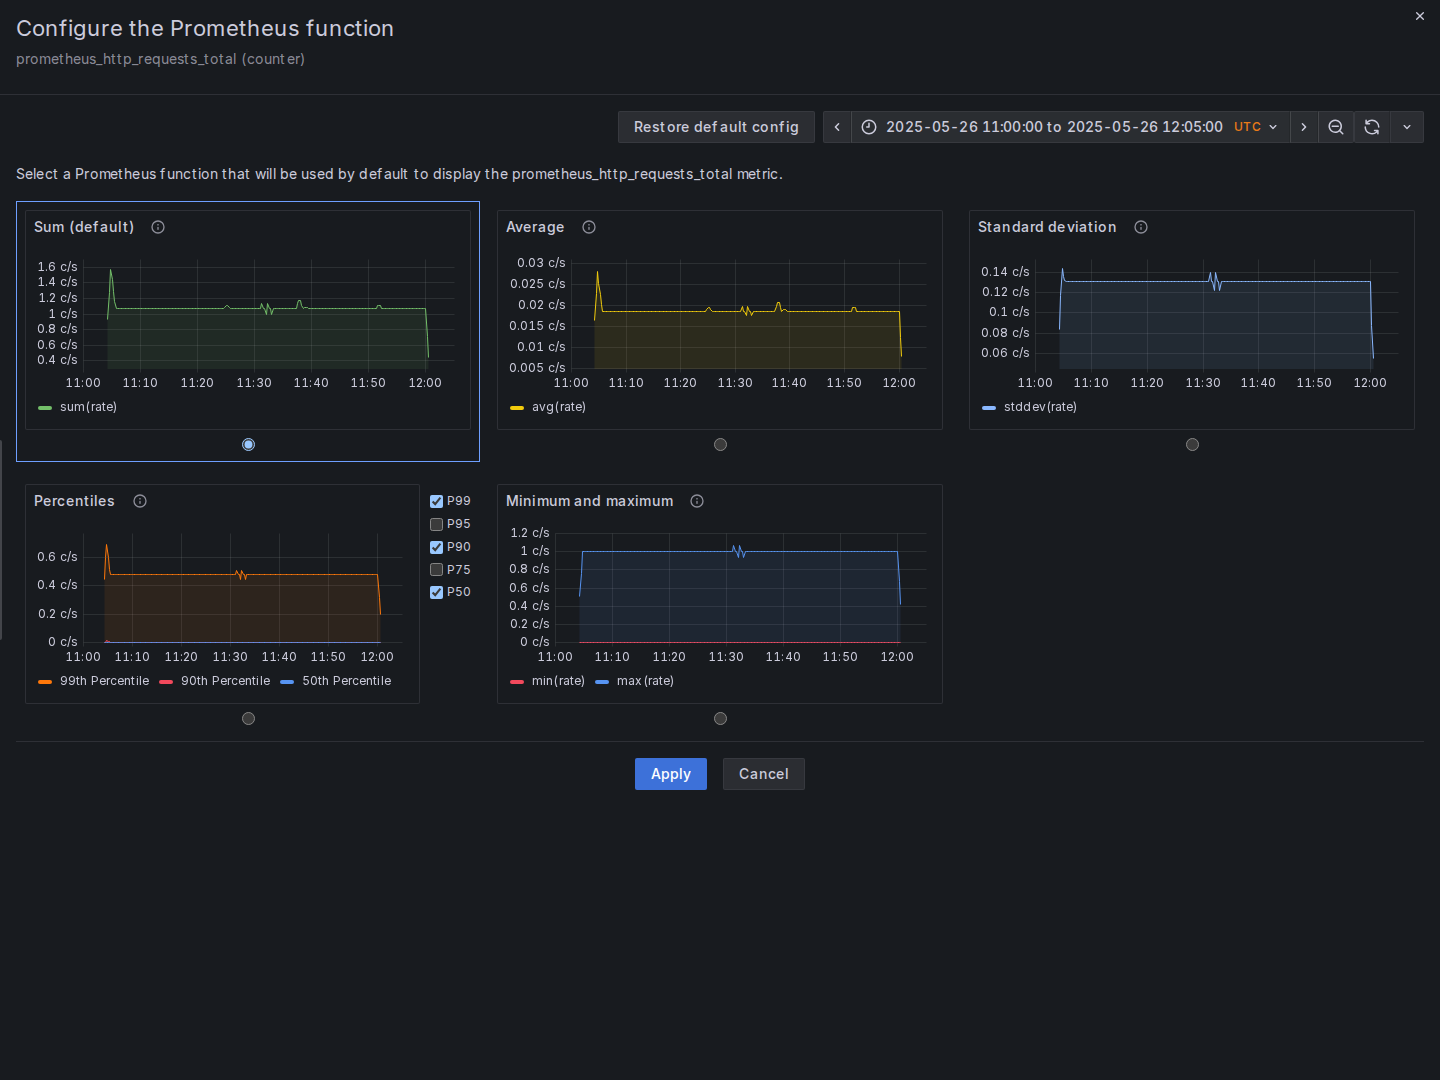 Configure the Prometheus function
prometheus_http_requests_total (counter)
Restore default config
2025-05-26 11:00:00 to 2025-05-26 12:05:00 UTC
Select a Prometheus function that will be used by default to display the prometheus_http_requests_total metric.
Sum (default)
1.6 c/s
1.4 c/s
1.2 c/s
1 c/s
0.8 c/s
0.6 c/s
0.4 c/s
11:00 11:10 11:20 11:30 11:40 11:50 12:00
sum(rate)
Average
0.03 c/s
0.025 c/s
0.02 c/s
0.015 c/s
0.01 c/s
0.005 c/s
11:00 11:10 11:20 11:30 11:40 11:50 12:00
avg(rate)
Standard deviation
0.14 c/s
0.12 c/s
0.1 c/s
0.08 c/s
0.06 c/s
11:00 11:10 11:20 11:30 11:40 11:50 12:00
stddev(rate)
Percentiles
0.6 c/s
0.4 c/s
0.2 c/s
0 c/s
11:00 11:10 11:20 11:30 11:40 11:50 12:00
99th Percentile 90th Percentile 50th Percentile
P99
P95
P90
P75
P50
Minimum and maximum
1.2 c/s
1 c/s
0.8 c/s
0.6 c/s
0.4 c/s
0.2 c/s
0 c/s
11:00 11:10 11:20 11:30 11:40 11:50 12:00
min(rate) max(rate)
Apply
Cancel